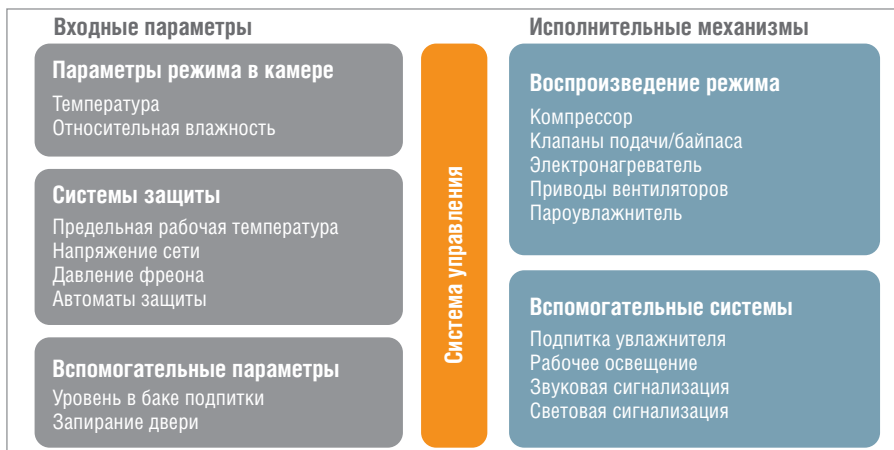 Входные параметры
Параметры режима в камере
Температура
Относительная влажность
Системы защиты
Предельная рабочая температура
Напряжение сети
Давление фреона
Автоматы защиты
Вспомогательные параметры
Уровень в баке подпитки
Запирание двери
Система управления
Исполнительные механизмы
Воспроизведение режима
Компрессор
Клапаны подачи/байпаса
Электронагреватель
Приводы вентиляторов
Пароувлажнитель
Вспомогательные системы
Подпитка увлажнителя
Рабочее освещение
Звуковая сигнализация
Световая сигнализация